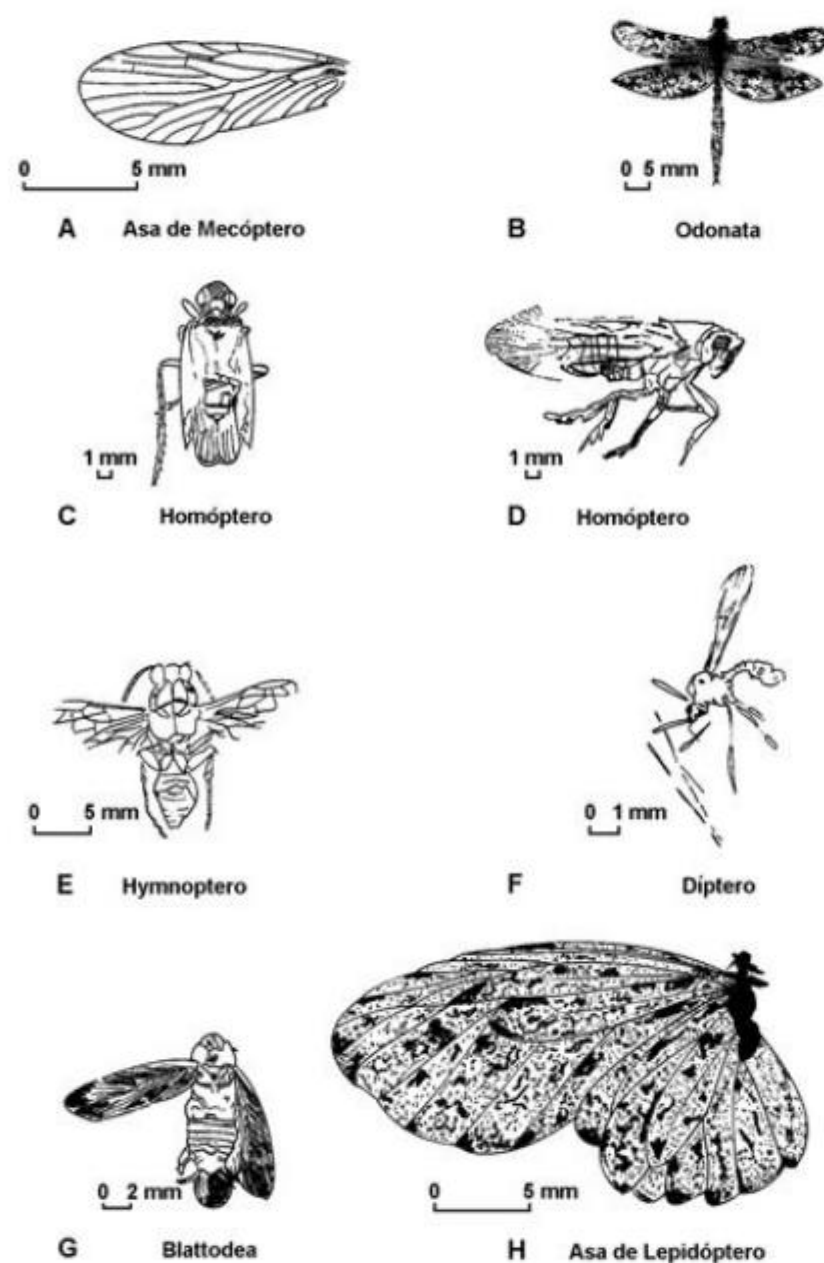 0 5 mm
A Asa de Mecóptero
0 5 mm
B Odonata
1 mm
C Homóptero
1 mm
D Homóptero
0 5 mm
E Hymnoptero
0 1 mm
F Díptero
0 2 mm
G Blattodea
0 5 mm
H Asa de Lepidóptero